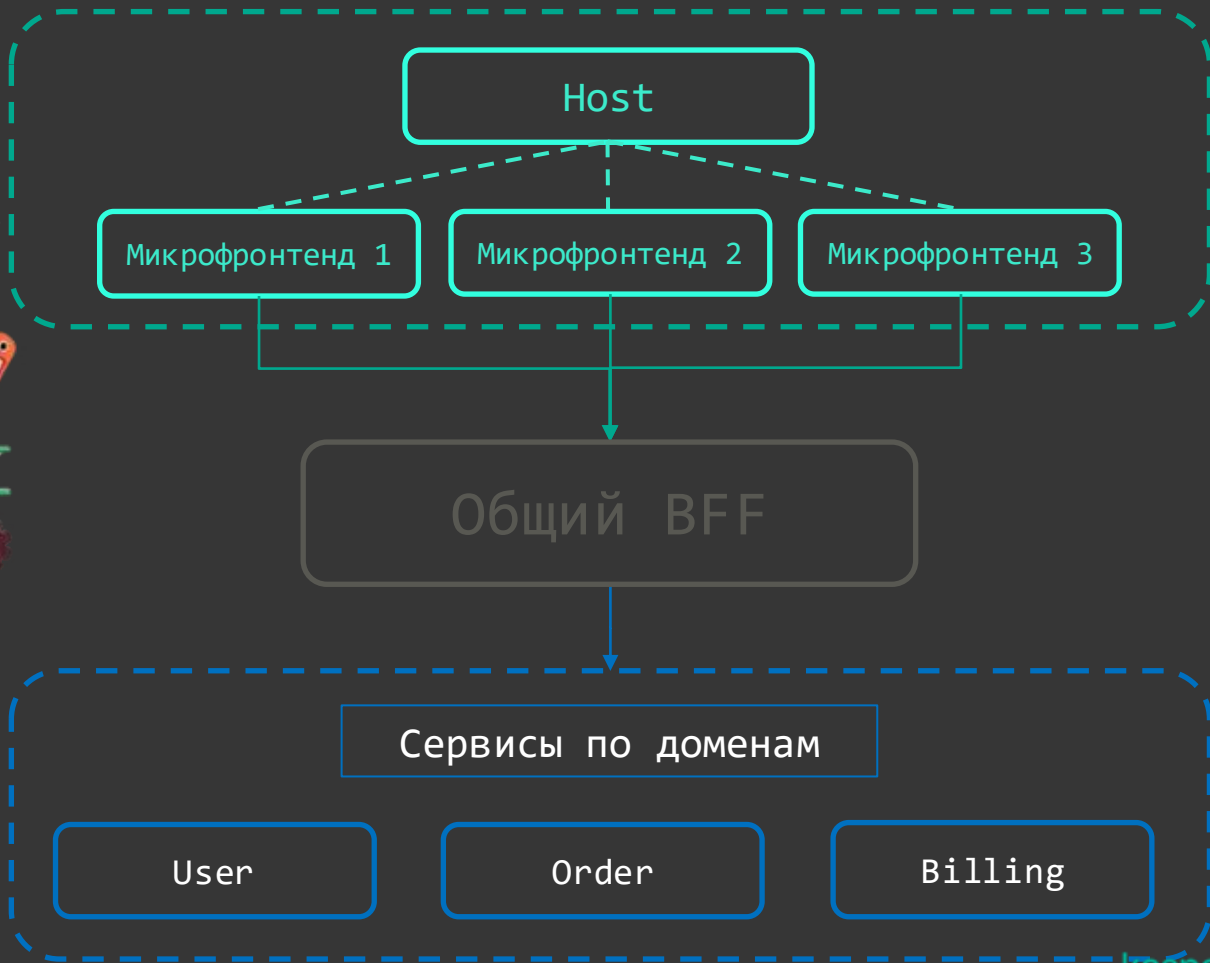 Host
Микрофронтенд 1
Микрофронтенд 2
Микрофронтенд 3
Общий BFF
Сервисы по доменам
User
Order
Billing